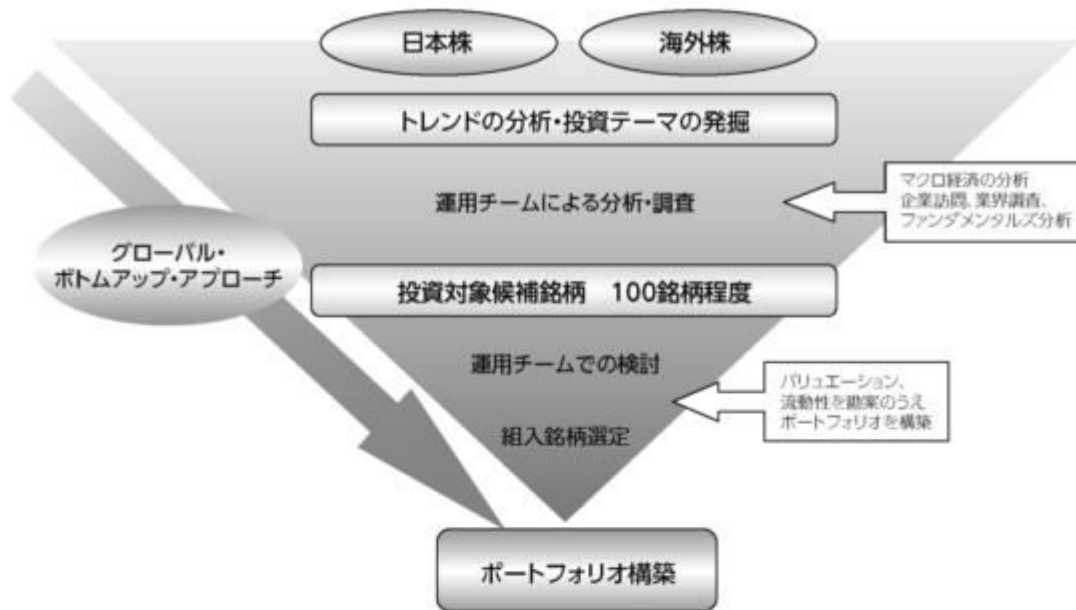 日本株
海外株
トレンドの分析・投資テーマの発掘
運用チームによる分析・調査
マクロ経済の分析
企業訪問、業界調査、
ファンダメンタルズ分析
グローバル・
ボトムアップ・アプローチ
投資対象候補銘柄　100銘柄程度
運用チームでの検討
バリュエーション、
流動性を勘案のうえ
ポートフォリオを構築
組入銘柄選定
ポートフォリオ構築